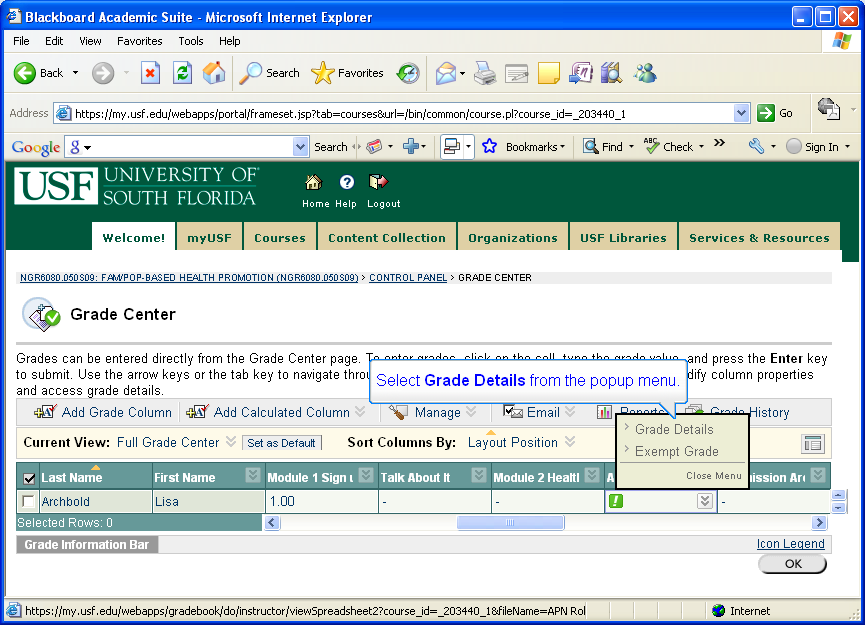 Blackboard Academic Suite - Microsoft Internet Explorer
File Edit View Favorites Tools Help
Back Search Favorites
Address https://my.usf.edu/webapps/portal/frameset.jsp?tab=courses&url=/bin/common/course.pl?course_id=_203440_1 Go
Google g Search Bookmarks Find ABC Check » Sign In
USF UNIVERSITY OF
SOUTH FLORIDA
Home Help Logout
Welcome! myUSF Courses Content Collection Organizations USF Libraries Services & Resources
NGR6080.050S09: FAM/POP-BASED HEALTH PROMOTION (NGR6080.050S09) > CONTROL PANEL > GRADE CENTER
Grade Center
Grades can be entered directly from the Grade Center page. To enter grades, click on the cell, type the grade value, and press the Enter key
to submit. Use the arrow keys or the tab key to navigate throu
dify column properties
and access grade details.
Select Grade Details from the popup menu.
Add Grade Column Add Calculated Column Manage Email Reports Grade History
Grade Details
Exempt Grade
Close Menu
Current View: Full Grade Center Set as Default Sort Columns By: Layout Position
Last Name First Name Module 1 Sign u Talk About It Module 2 Healtl A ission Arc
Archbold Lisa 1.00 - - ! -
Selected Rows: 0
Grade Information Bar
Icon Legend
OK
https://my.usf.edu/webapps/gradebook/do/instructor/viewSpreadsheet2?course_id=_203440_1&fileName=APN Rol Internet